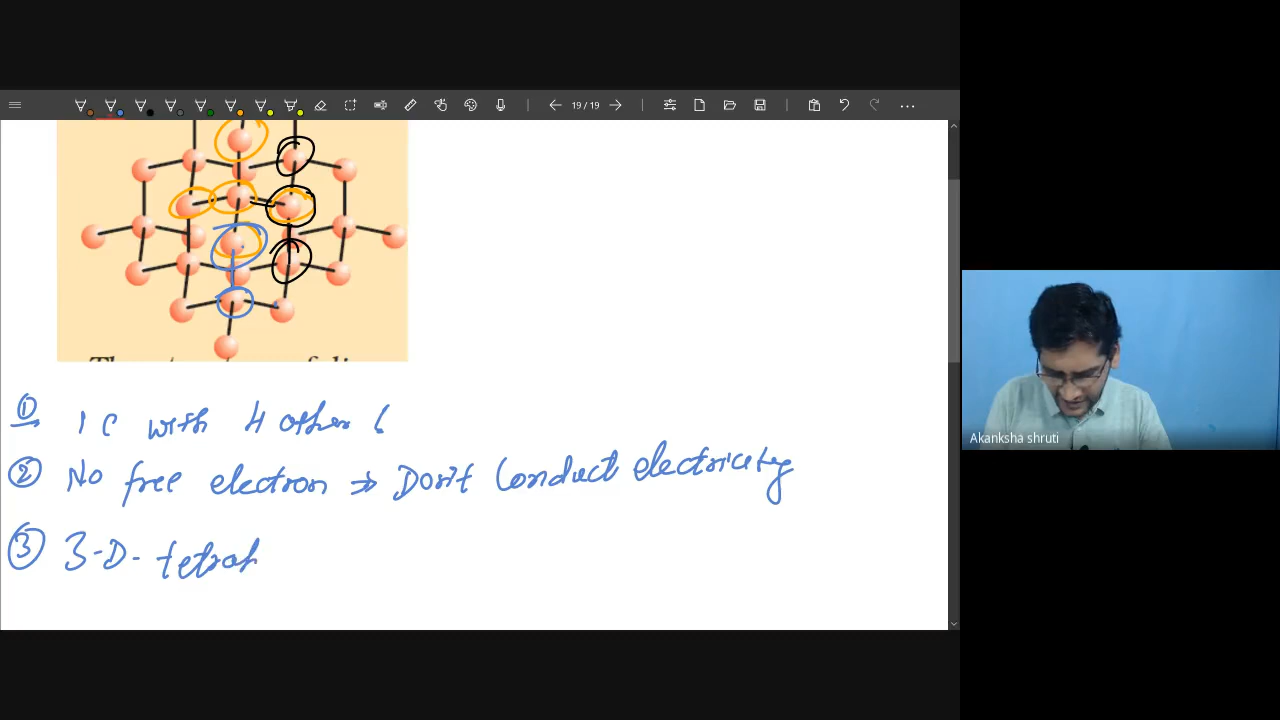 19 / 19
① 1 C with 4 other C
② No free electron ⇒ Don't Conduct electricity
③ 3-D- tetrah
Akanksha shruti